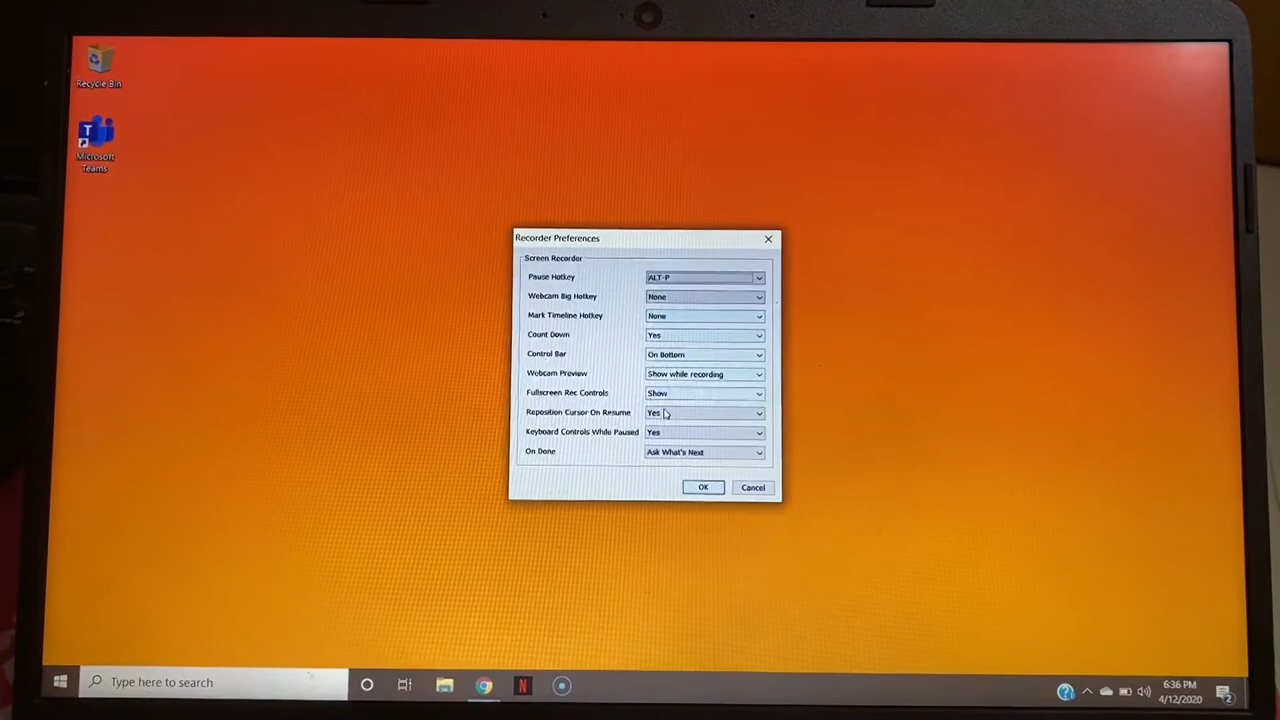 Recycle Bin
Microsoft
Teams
Recorder Preferences
Screen Recorder
Pause Hotkey ALT-P
Webcam Big Hotkey None
Mark Timeline Hotkey None
Count Down Yes
Control Bar On Bottom
Webcam Preview Show while recording
Fullscreen Rec Controls Show
Reposition Cursor On Resume Yes
Keyboard Controls While Paused Yes
On Done Ask What's Next
OK Cancel
Type here to search
N
6:36 PM
4/12/2020
2